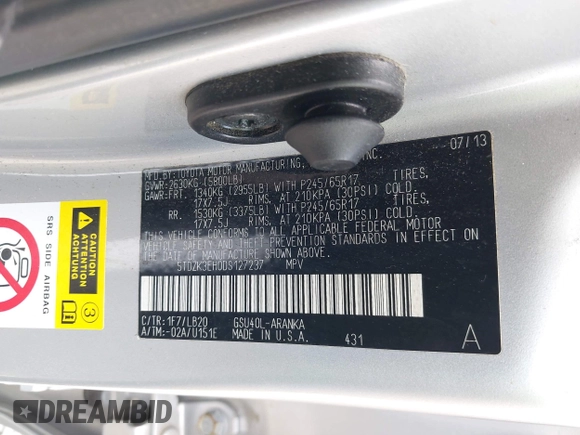 07/13
MFD.BY:TOYOTA MOTOR MANUFACTURING, INC.
GVWR:2630KG (5800LB)
GAWR:FRT. 1340KG (2955LB) WITH P245/65R17 TIRES,
17X7.5J RIMS, AT 210KPA (30PSI) COLD.
RR. 1530KG (3375LB) WITH P245/65R17 TIRES,
17X7.5J RIMS, AT 210KPA (30PSI) COLD.
THIS VEHICLE CONFORMS TO ALL APPLICABLE FEDERAL MOTOR
VEHICLE SAFETY AND THEFT PREVENTION STANDARDS IN EFFECT ON
THE DATE OF MANUFACTURE SHOWN ABOVE.
5TDZK3EH0DS127237 MPV
C/TR:1F7/LB20 GSU40L-ARANKA
A/TM:-02A/U151E MADE IN U.S.A. 431
A
SRS SIDE AIRBAG
CAUTION
ATTENTION
ACHTUNG
DREAMBID